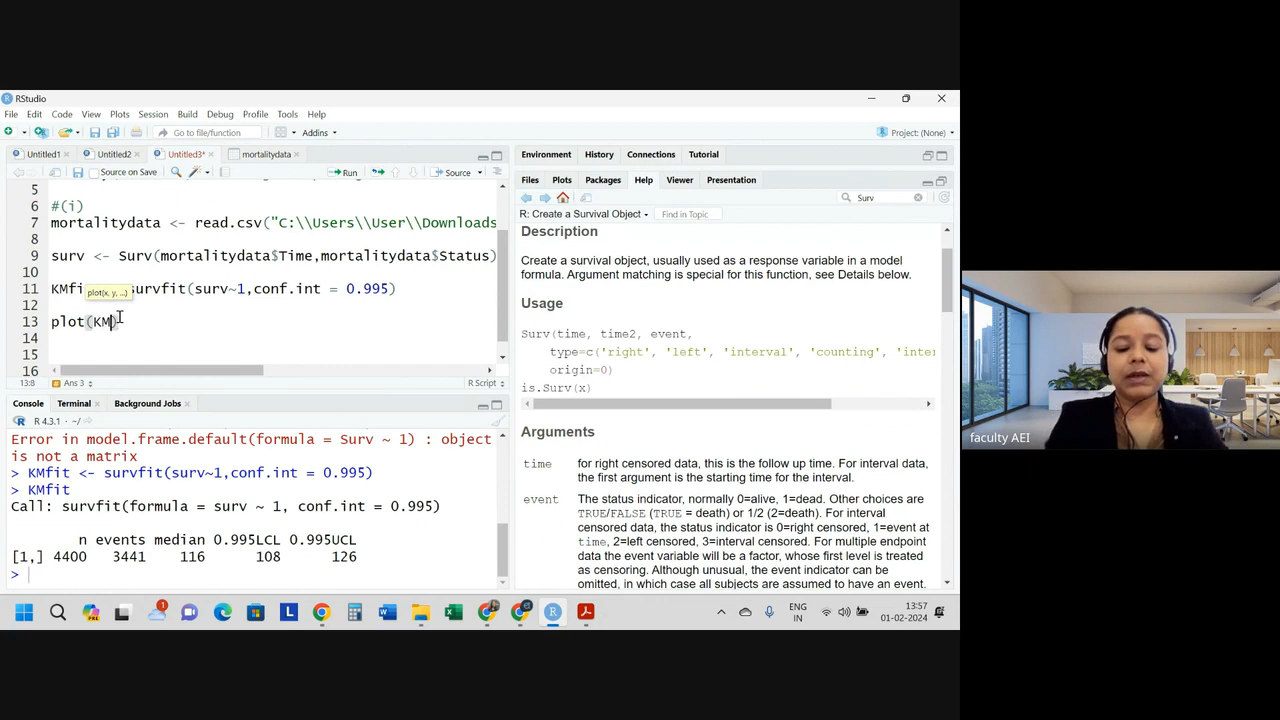 RStudio
File Edit Code View Plots Session Build Debug Profile Tools Help
Go to file/function Addins Project: (None)
Untitled1 Untitled2 Untitled3* mortalitydata
Source on Save Run Source
5
6 #(i)
7 mortalitydata <- read.csv("C:\\Users\\User\\Downloads
8
9 surv <- Surv(mortalitydata$Time,mortalitydata$Status)
10
11 KMfi survfit(surv~1,conf.int = 0.995)
plot(x, y, ...)
12
13 plot(KM)
14
15
16
13:8 Ans 3 R Script
Console Terminal Background Jobs
R 4.3.1 · ~/
Error in model.frame.default(formula = Surv ~ 1) : object
is not a matrix
> KMfit <- survfit(surv~1,conf.int = 0.995)
> KMfit
Call: survfit(formula = surv ~ 1, conf.int = 0.995)
n events median 0.995LCL 0.995UCL
[1,] 4400 3441 116 108 126
>
Environment History Connections Tutorial
Files Plots Packages Help Viewer Presentation
Surv
R: Create a Survival Object Find in Topic
Description
Create a survival object, usually used as a response variable in a model
formula. Argument matching is special for this function, see Details below.
Usage
Surv(time, time2, event,
type=c('right', 'left', 'interval', 'counting', 'inter
origin=0)
is.Surv(x)
Arguments
time for right censored data, this is the follow up time. For interval data,
the first argument is the starting time for the interval.
event The status indicator, normally 0=alive, 1=dead. Other choices are
TRUE/FALSE (TRUE = death) or 1/2 (2=death). For interval
censored data, the status indicator is 0=right censored, 1=event at
time, 2=left censored, 3=interval censored. For multiple endpoint
data the event variable will be a factor, whose first level is treated
as censoring. Although unusual, the event indicator can be
omitted, in which case all subjects are assumed to have an event.
faculty AEI
ENG
IN
13:57
01-02-2024